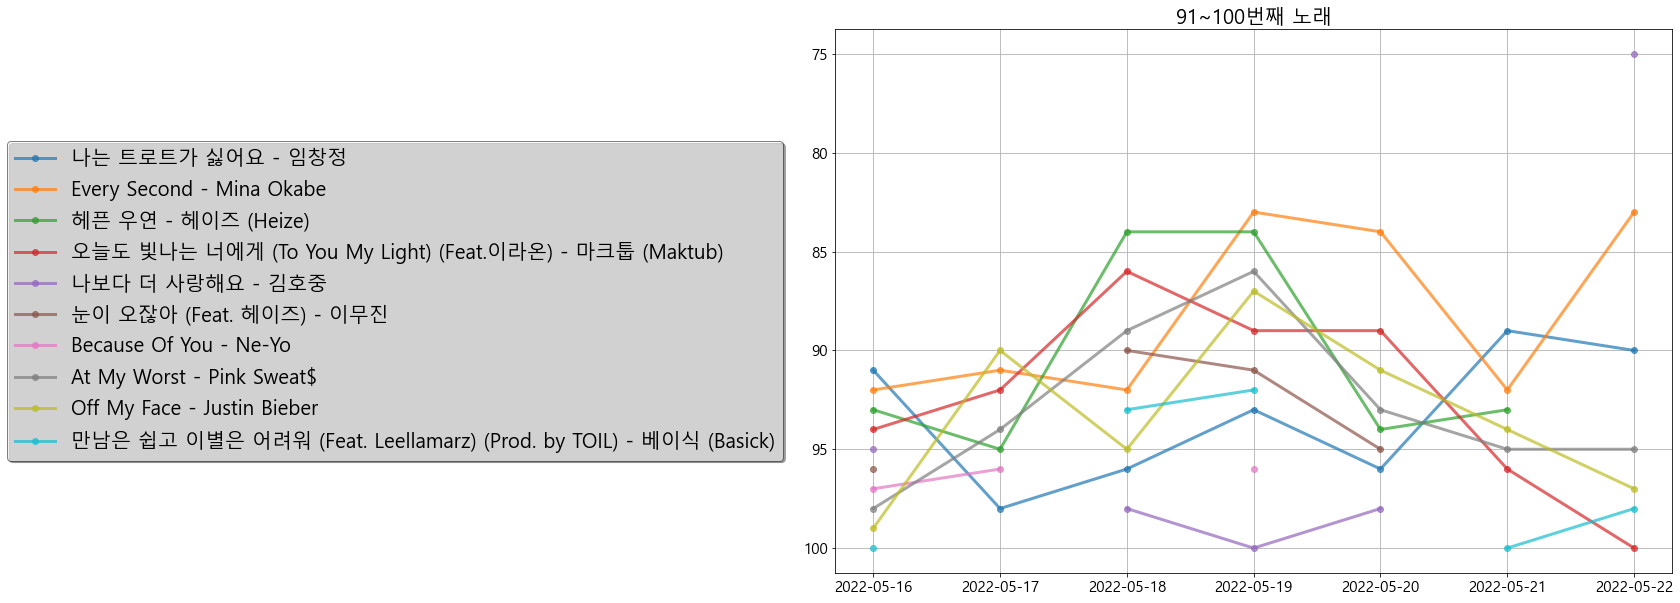 91~100번째 노래
나는 트로트가 싫어요 - 임창정
Every Second - Mina Okabe
헤픈 우연 - 헤이즈 (Heize)
오늘도 빛나는 너에게 (To You My Light) (Feat.이라온) - 마크툽 (Maktub)
나보다 더 사랑해요 - 김호중
눈이 오잖아 (Feat. 헤이즈) - 이무진
Because Of You - Ne-Yo
At My Worst - Pink Sweat$
Off My Face - Justin Bieber
만남은 쉽고 이별은 어려워 (Feat. Leellamarz) (Prod. by TOIL) - 베이식 (Basick)
75
80
85
90
95
100
2022-05-16 2022-05-17 2022-05-18 2022-05-19 2022-05-20 2022-05-21 2022-05-22